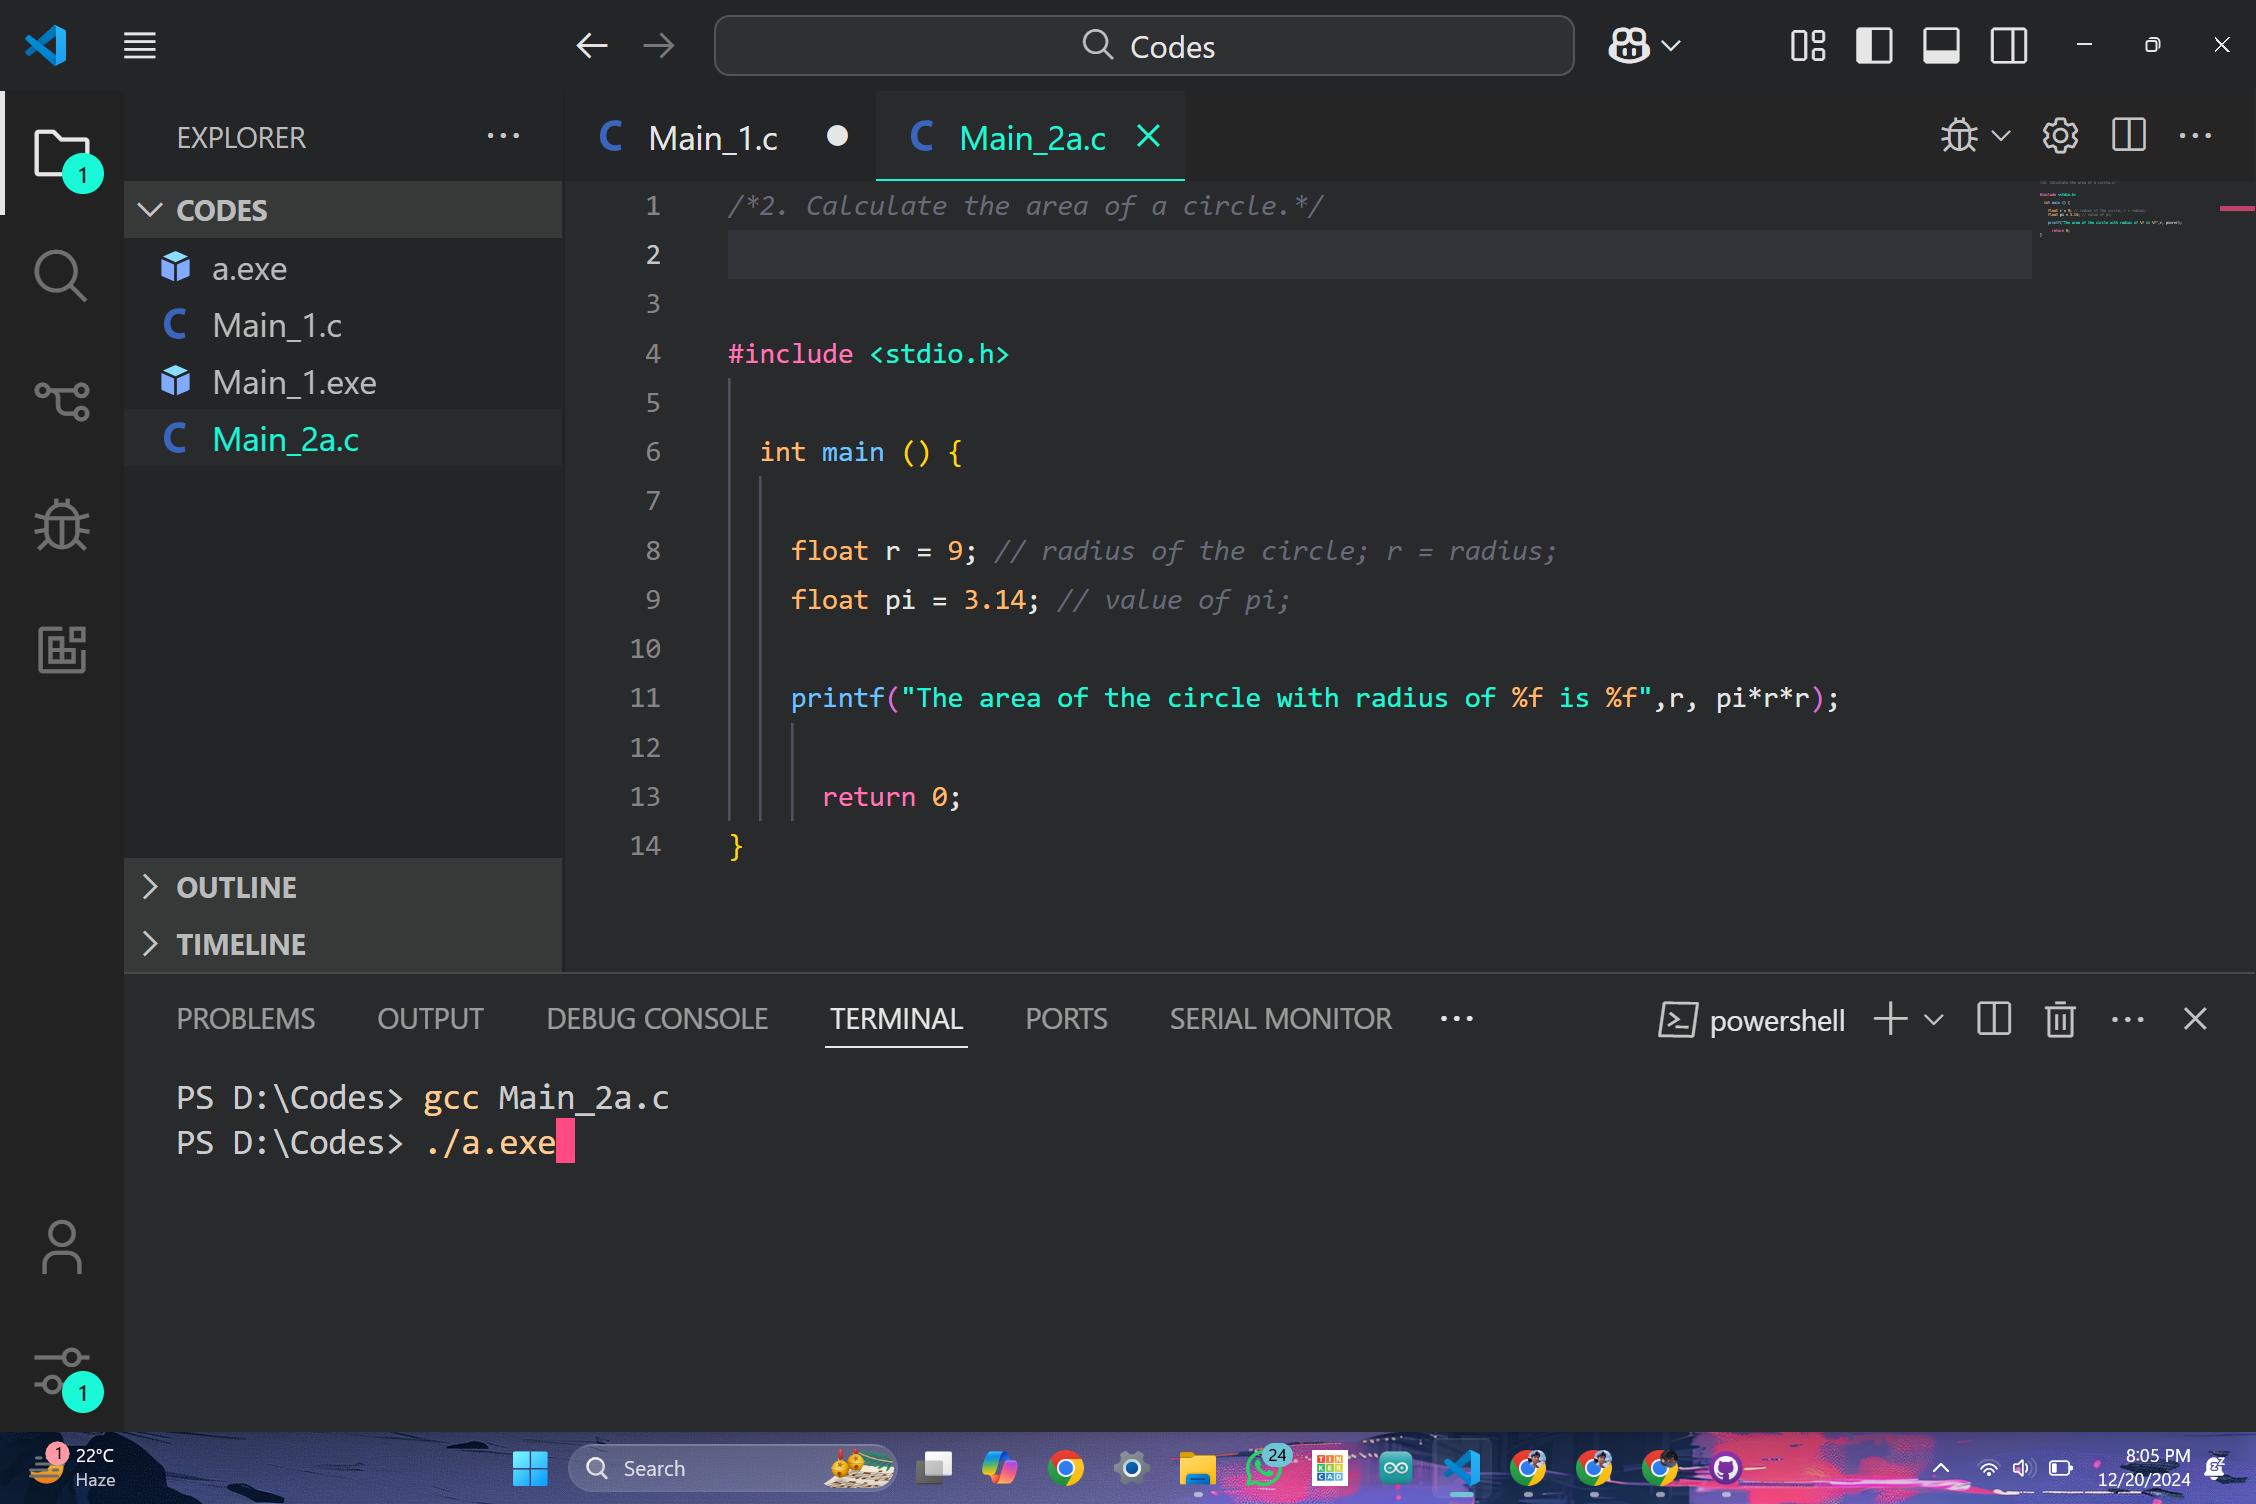 Codes
EXPLORER
Main_1.c
Main_2a.c
1
CODES
a.exe
Main_1.c
Main_1.exe
Main_2a.c
OUTLINE
TIMELINE
1 /*2. Calculate the area of a circle.*/
2
3
4 #include <stdio.h>
5
6 int main () {
7
8 float r = 9; // radius of the circle; r = radius;
9 float pi = 3.14; // value of pi;
10
11 printf("The area of the circle with radius of %f is %f",r, pi*r*r);
12
13 return 0;
14 }
PROBLEMS OUTPUT DEBUG CONSOLE TERMINAL PORTS SERIAL MONITOR
powershell
PS D:\Codes> gcc Main_2a.c
PS D:\Codes> ./a.exe
1
1
22°C
Haze
Search
24
TIN
KER
CAD
8:05 PM
12/20/2024